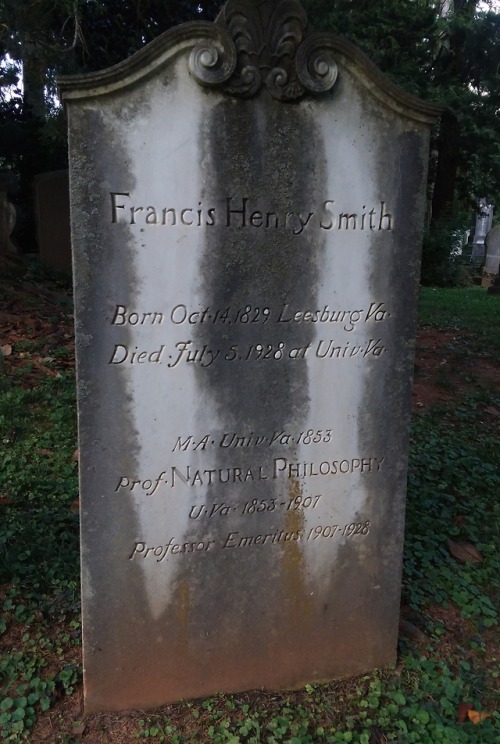 Francis Henry Smith
Born Oct. 14, 1829 Leesburg Va.
Died July 5, 1928 at Univ. Va.
M.A. Univ. Va. 1853
Prof. NATURAL PHILOSOPHY
U. Va. 1853-1907
Professor Emeritus, 1907-1928